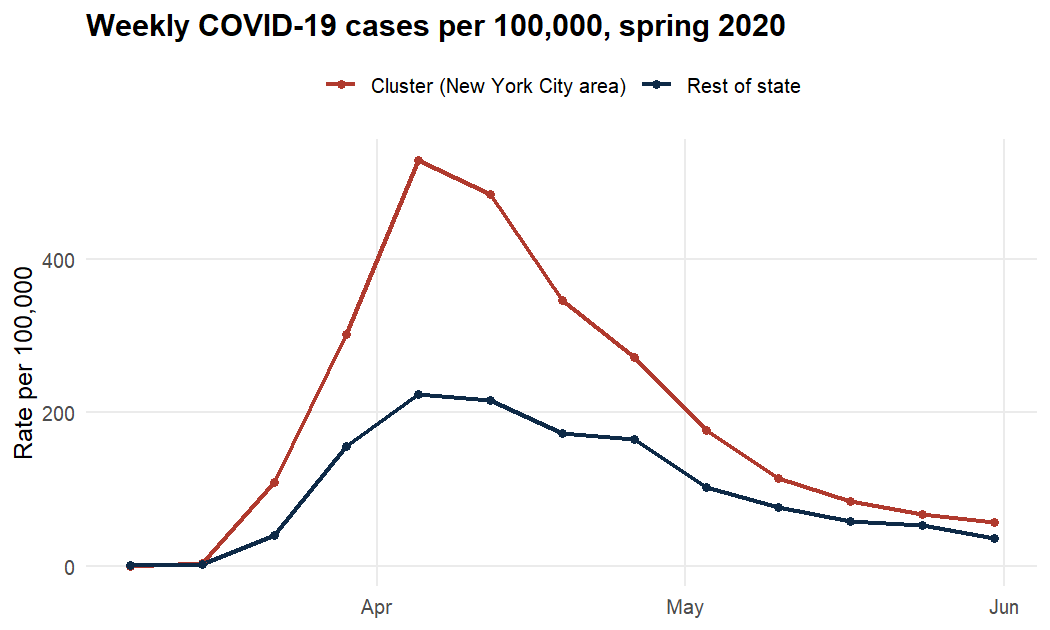 Weekly COVID-19 cases per 100,000, spring 2020
Cluster (New York City area) Rest of state
Rate per 100,000
400
200
0
Apr May Jun